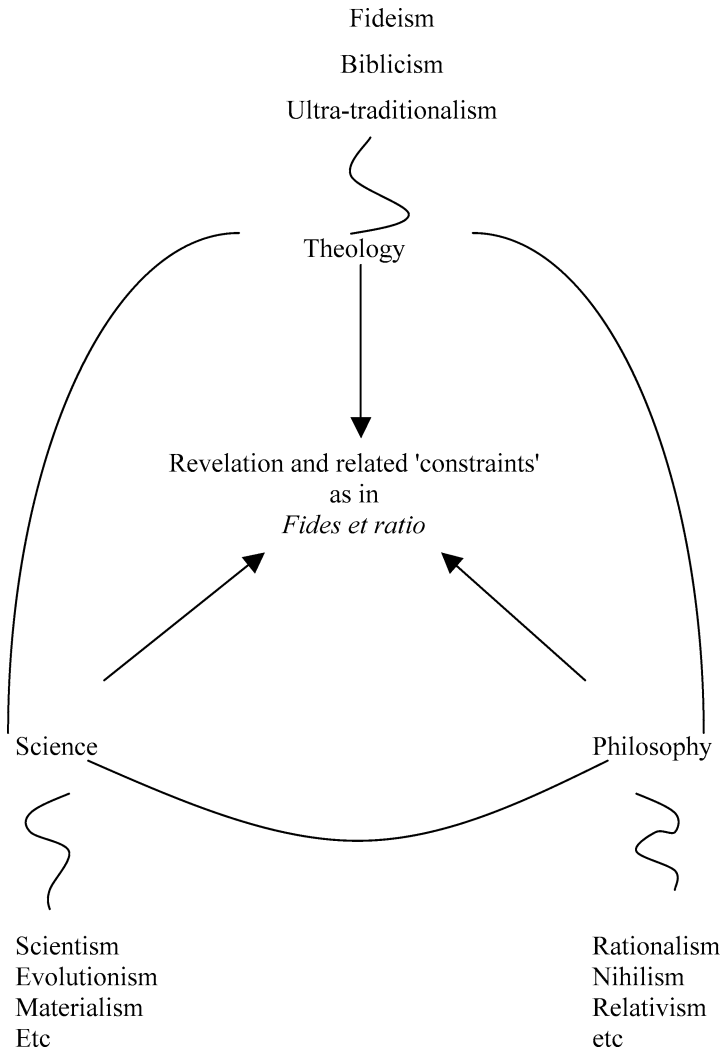 Fideism
Biblicism
Ultra-traditionalism
Theology
Revelation and related 'constraints'
as in
Fides et ratio
Science
Philosophy
Scientism
Evolutionism
Materialism
Etc
Rationalism
Nihilism
Relativism
etc